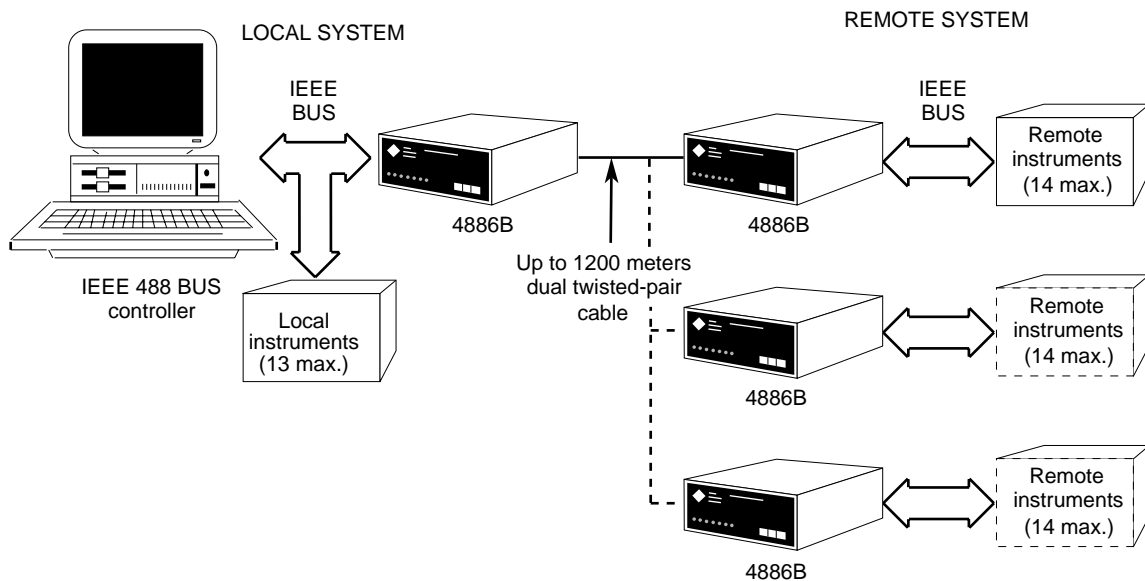 LOCAL SYSTEM
REMOTE SYSTEM
IEEE
BUS
IEEE
BUS
Remote
instruments
(14 max.)
4886B
4886B
Up to 1200 meters
dual twisted-pair
cable
IEEE 488 BUS
controller
Local
instruments
(13 max.)
Remote
instruments
(14 max.)
4886B
Remote
instruments
(14 max.)
4886B